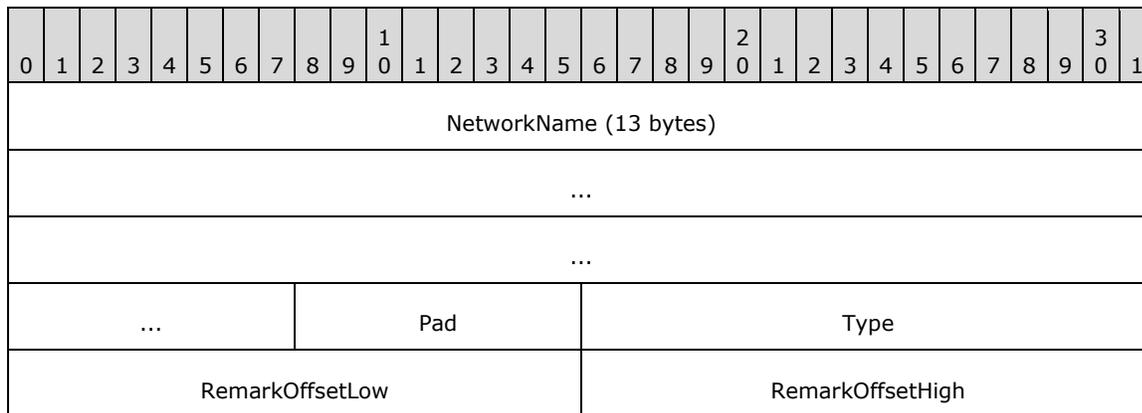 1 2 3
0 1 2 3 4 5 6 7 8 9 0 1 2 3 4 5 6 7 8 9 0 1 2 3 4 5 6 7 8 9 0 1
NetworkName (13 bytes)
...
...
... Pad Type
RemarkOffsetLow RemarkOffsetHigh